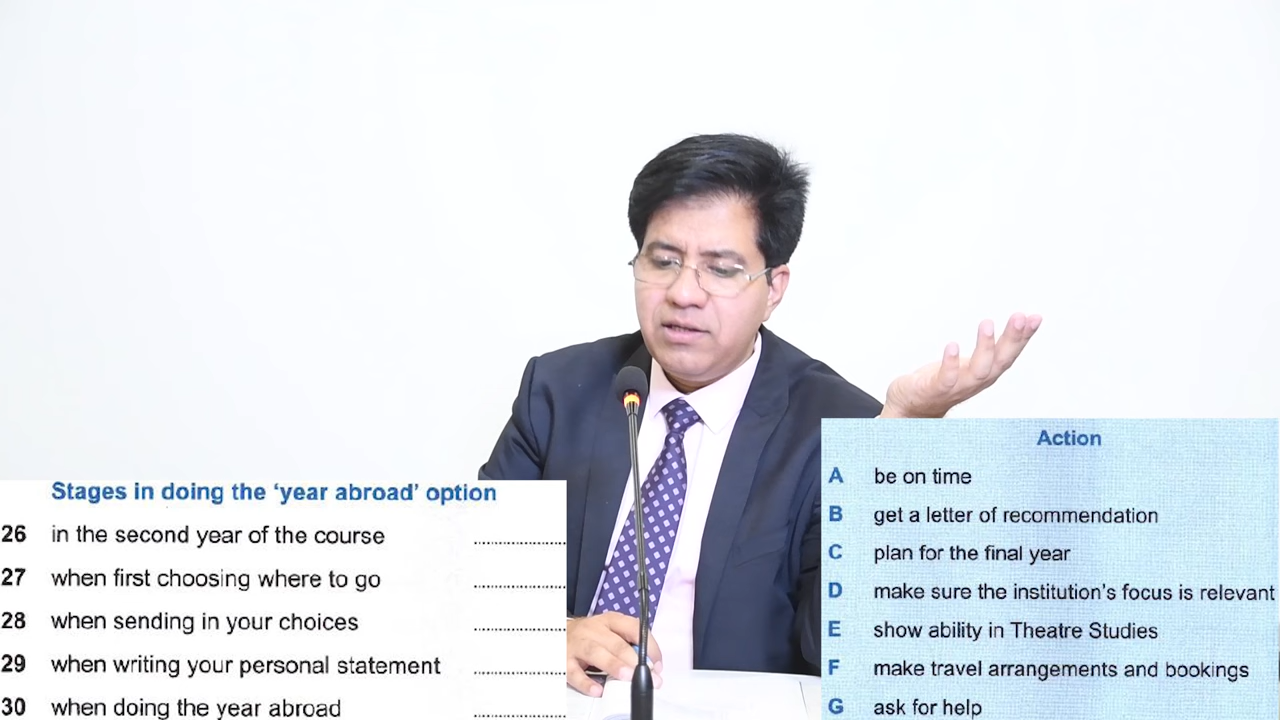 Stages in doing the 'year abroad' option
26 in the second year of the course ....................
27 when first choosing where to go ....................
28 when sending in your choices ....................
29 when writing your personal statement ....................
30 when doing the year abroad ....................
Action
A be on time
B get a letter of recommendation
C plan for the final year
D make sure the institution's focus is relevant
E show ability in Theatre Studies
F make travel arrangements and bookings
G ask for help